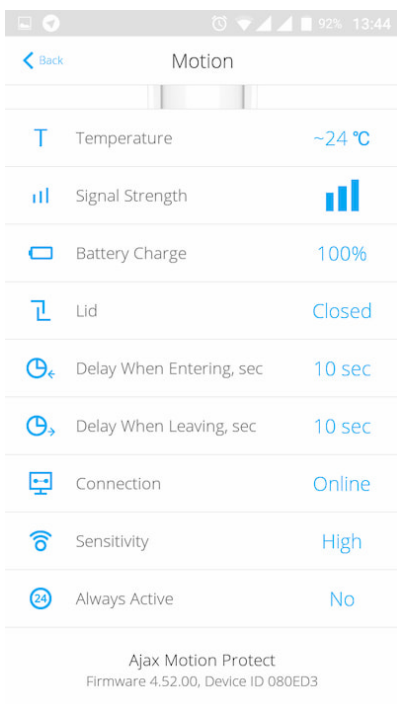 92% 13:44
Back Motion
T Temperature ~24 °C
Signal Strength
Battery Charge 100%
Lid Closed
Delay When Entering, sec 10 sec
Delay When Leaving, sec 10 sec
Connection Online
Sensitivity High
24 Always Active No
Ajax Motion Protect
Firmware 4.52.00, Device ID 080ED3